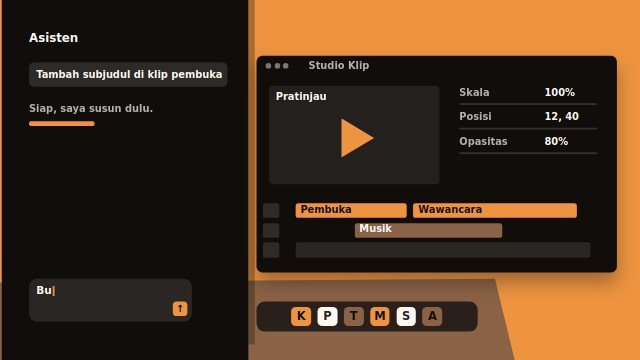 Asisten
Tambah subjudul di klip pembuka
Siap, saya susun dulu.
Bu
↑
Studio Klip
Pratinjau
Skala 100%
Posisi 12, 40
Opasitas 80%
Pembuka Wawancara
Musik
K P T M S A